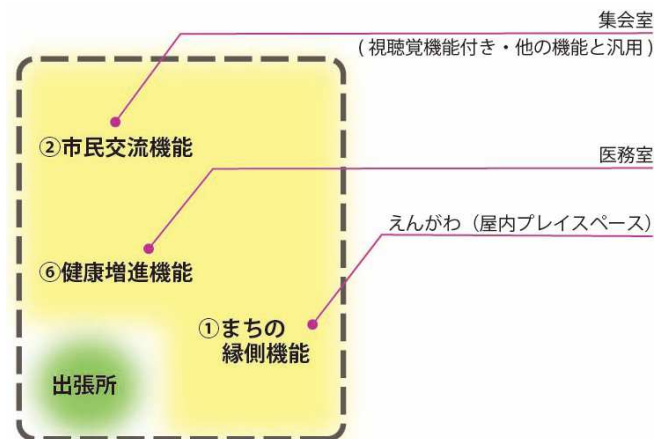 集会室
(視聴覚機能付き・他の機能と汎用)
②市民交流機能
医務室
えんがわ（屋内プレイスペース）
⑥健康増進機能
①まちの
縁側機能
出張所